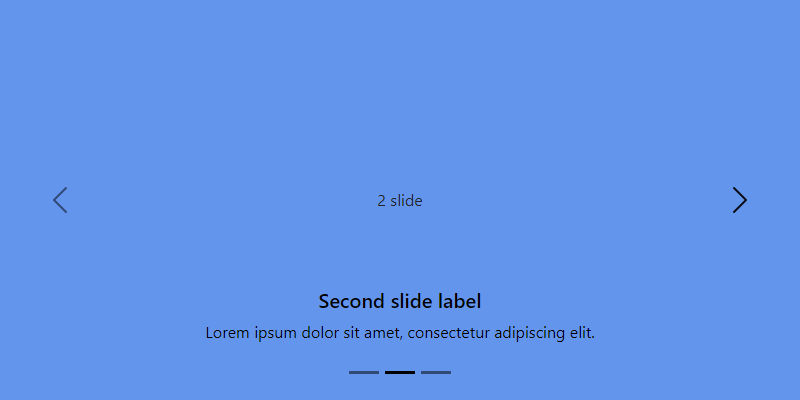 2 slide
Second slide label
Lorem ipsum dolor sit amet, consectetur adipiscing elit.